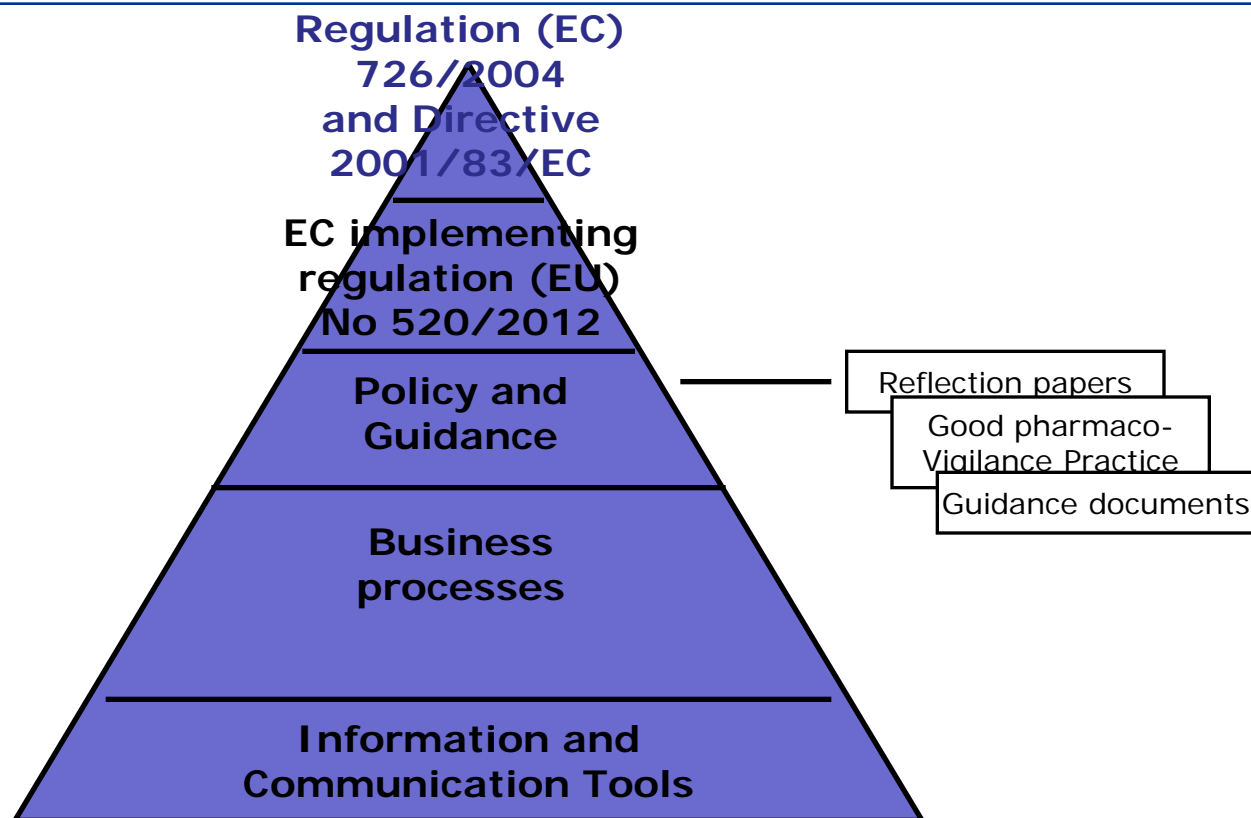 Regulation (EC)
726/2004
and Directive
2001/83/EC
EC implementing
regulation (EU)
No 520/2012
Policy and
Guidance
Reflection papers
Good pharmaco-
Vigilance Practice
Guidance documents
Business
processes
Information and
Communication Tools